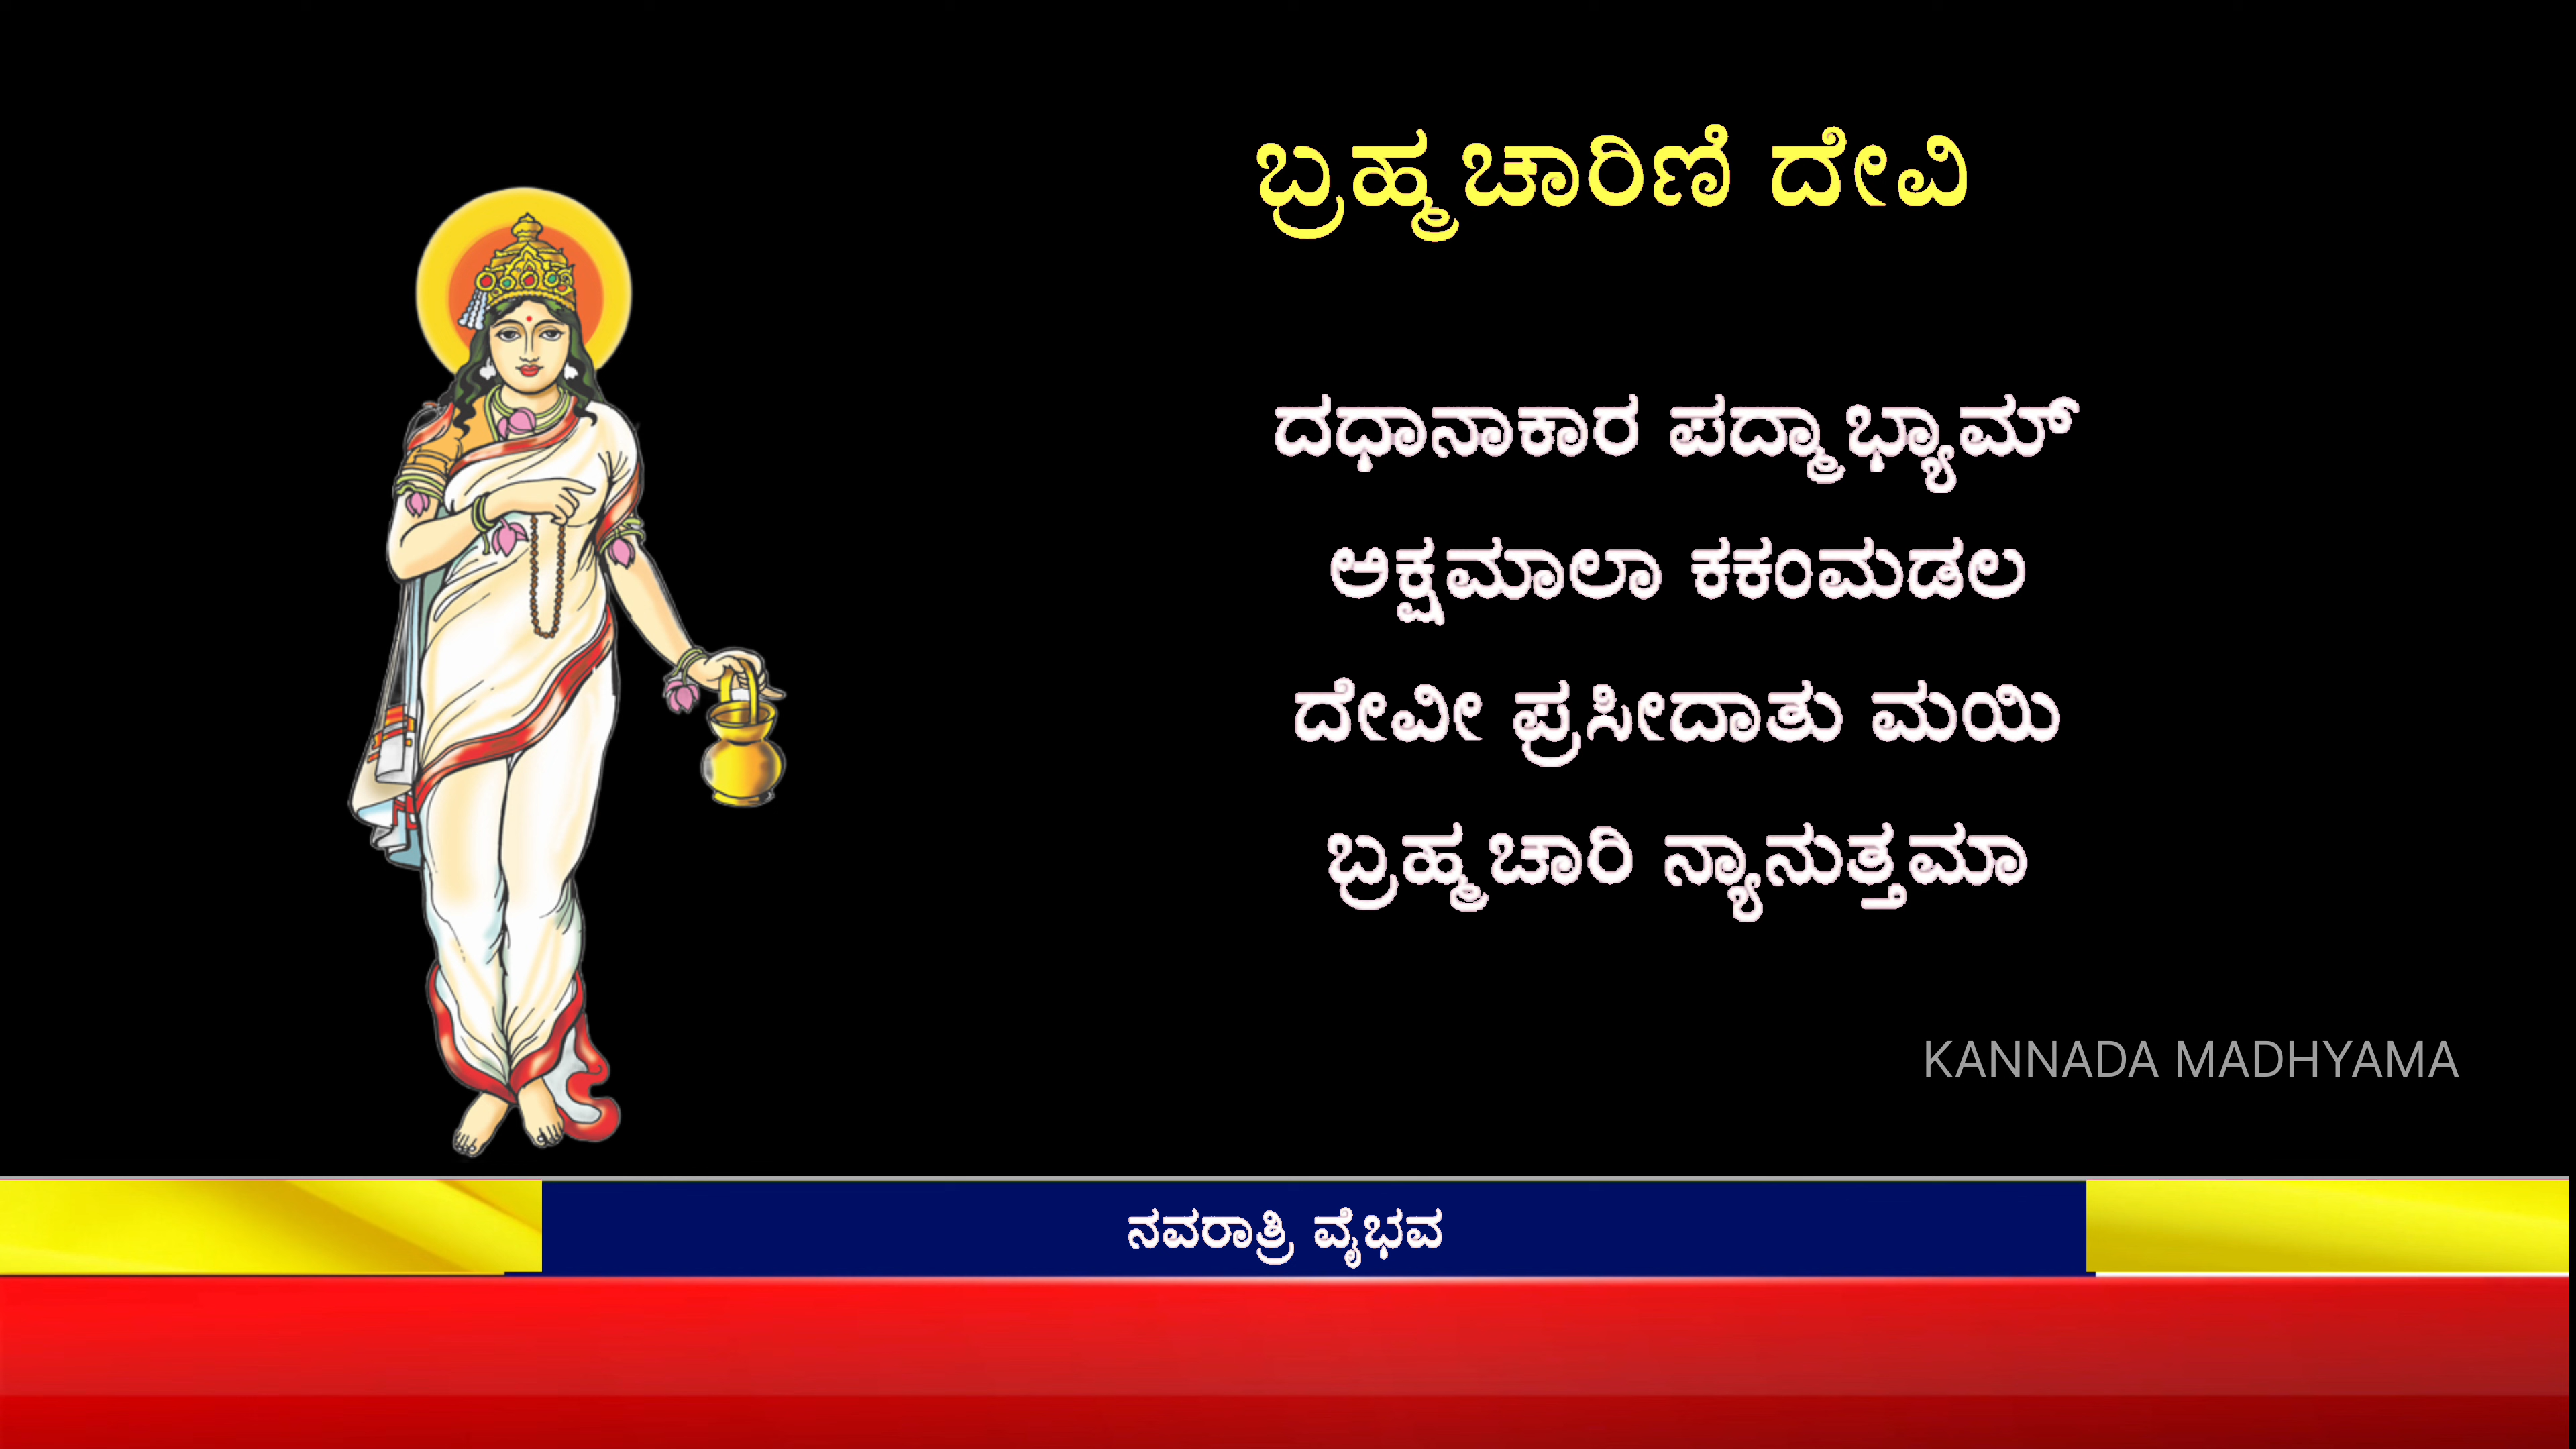 ಬ್ರಹ್ಮಚಾರಿಣಿ ದೇವಿ
ದಧಾನಾಕಾರ ಪದ್ಮಾಭ್ಯಾಮ್
ಅಕ್ಷಮಾಲಾ ಕಕಂಮಡಲ
ದೇವೀ ಪ್ರಸೀದಾತು ಮಯಿ
ಬ್ರಹ್ಮಚಾರಿ ನ್ಯಾನುತ್ತಮಾ
KANNADA MADHYAMA
ನವರಾತ್ರಿ ವೈಭವ